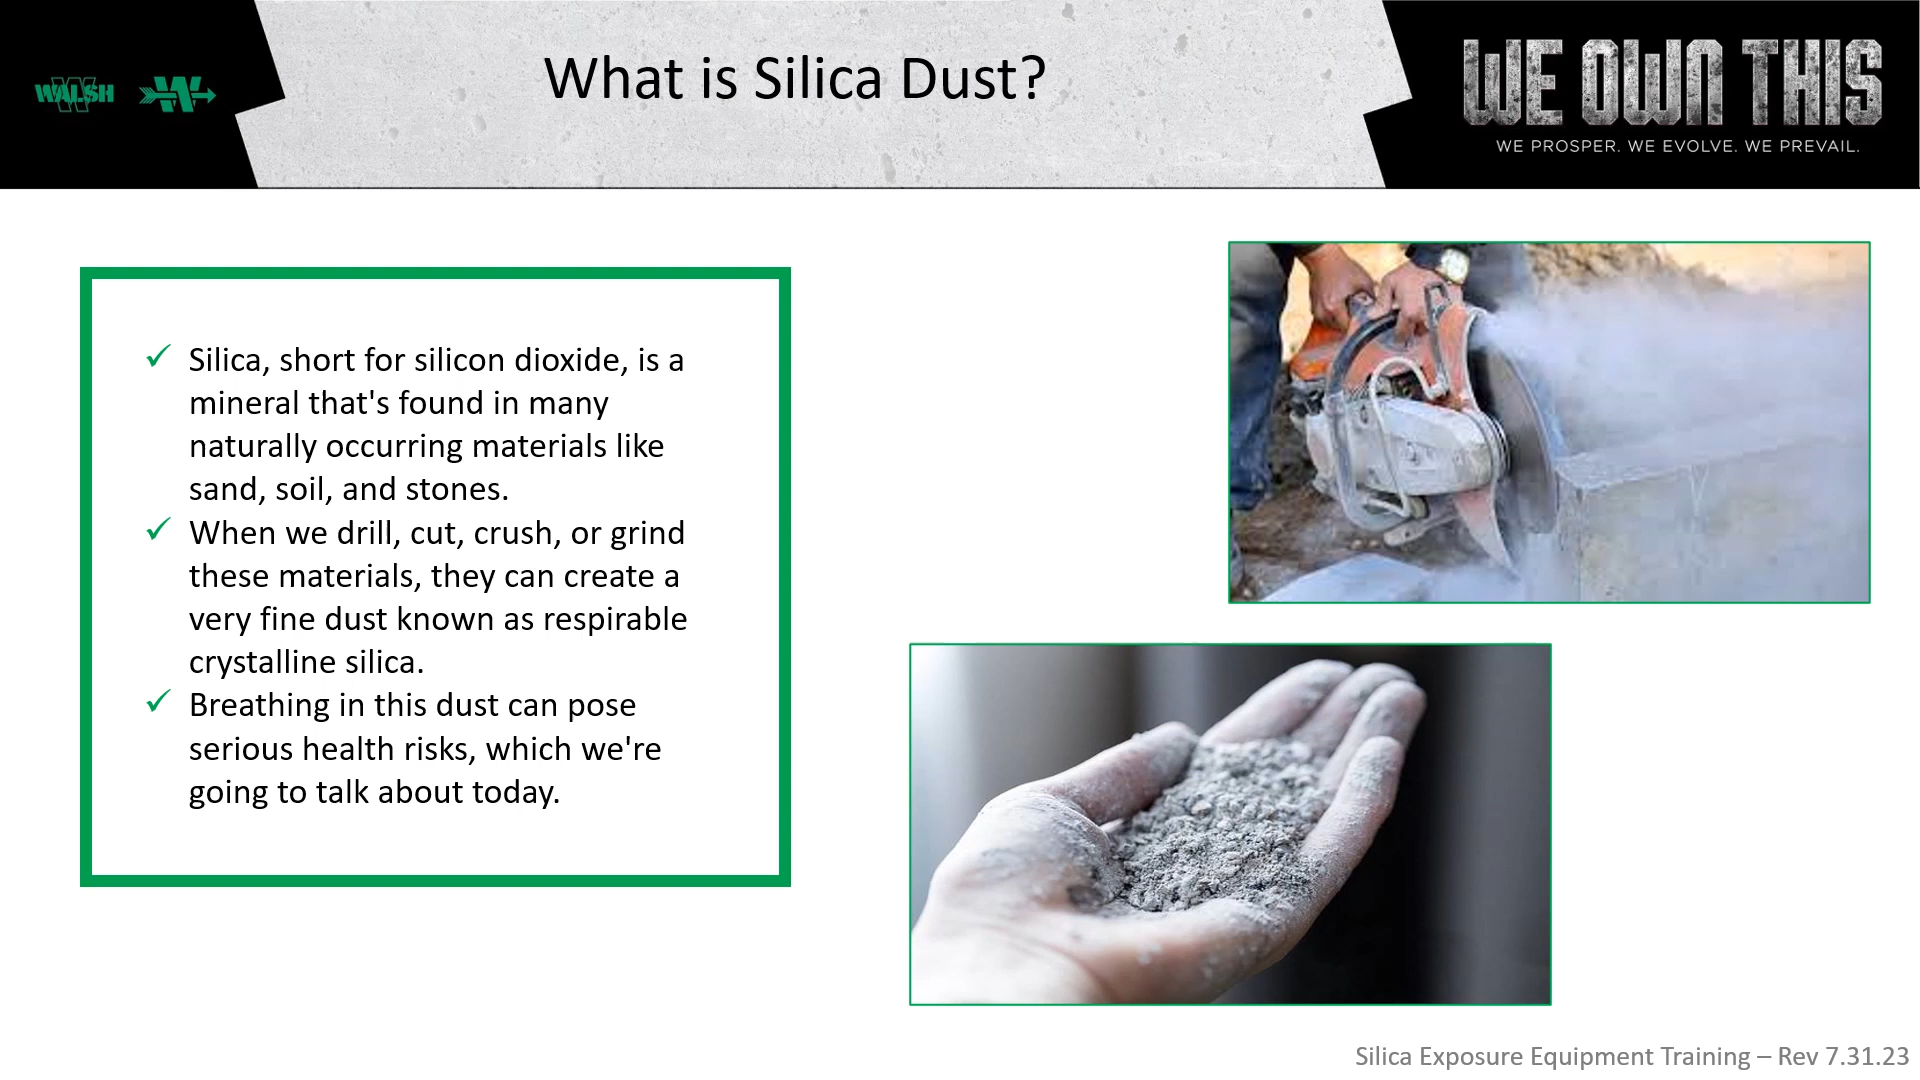 WALSH
What is Silica Dust?
WE OWN THIS
WE PROSPER. WE EVOLVE. WE PREVAIL.
✓ Silica, short for silicon dioxide, is a
mineral that's found in many
naturally occurring materials like
sand, soil, and stones.
✓ When we drill, cut, crush, or grind
these materials, they can create a
very fine dust known as respirable
crystalline silica.
✓ Breathing in this dust can pose
serious health risks, which we're
going to talk about today.
Silica Exposure Equipment Training – Rev 7.31.23